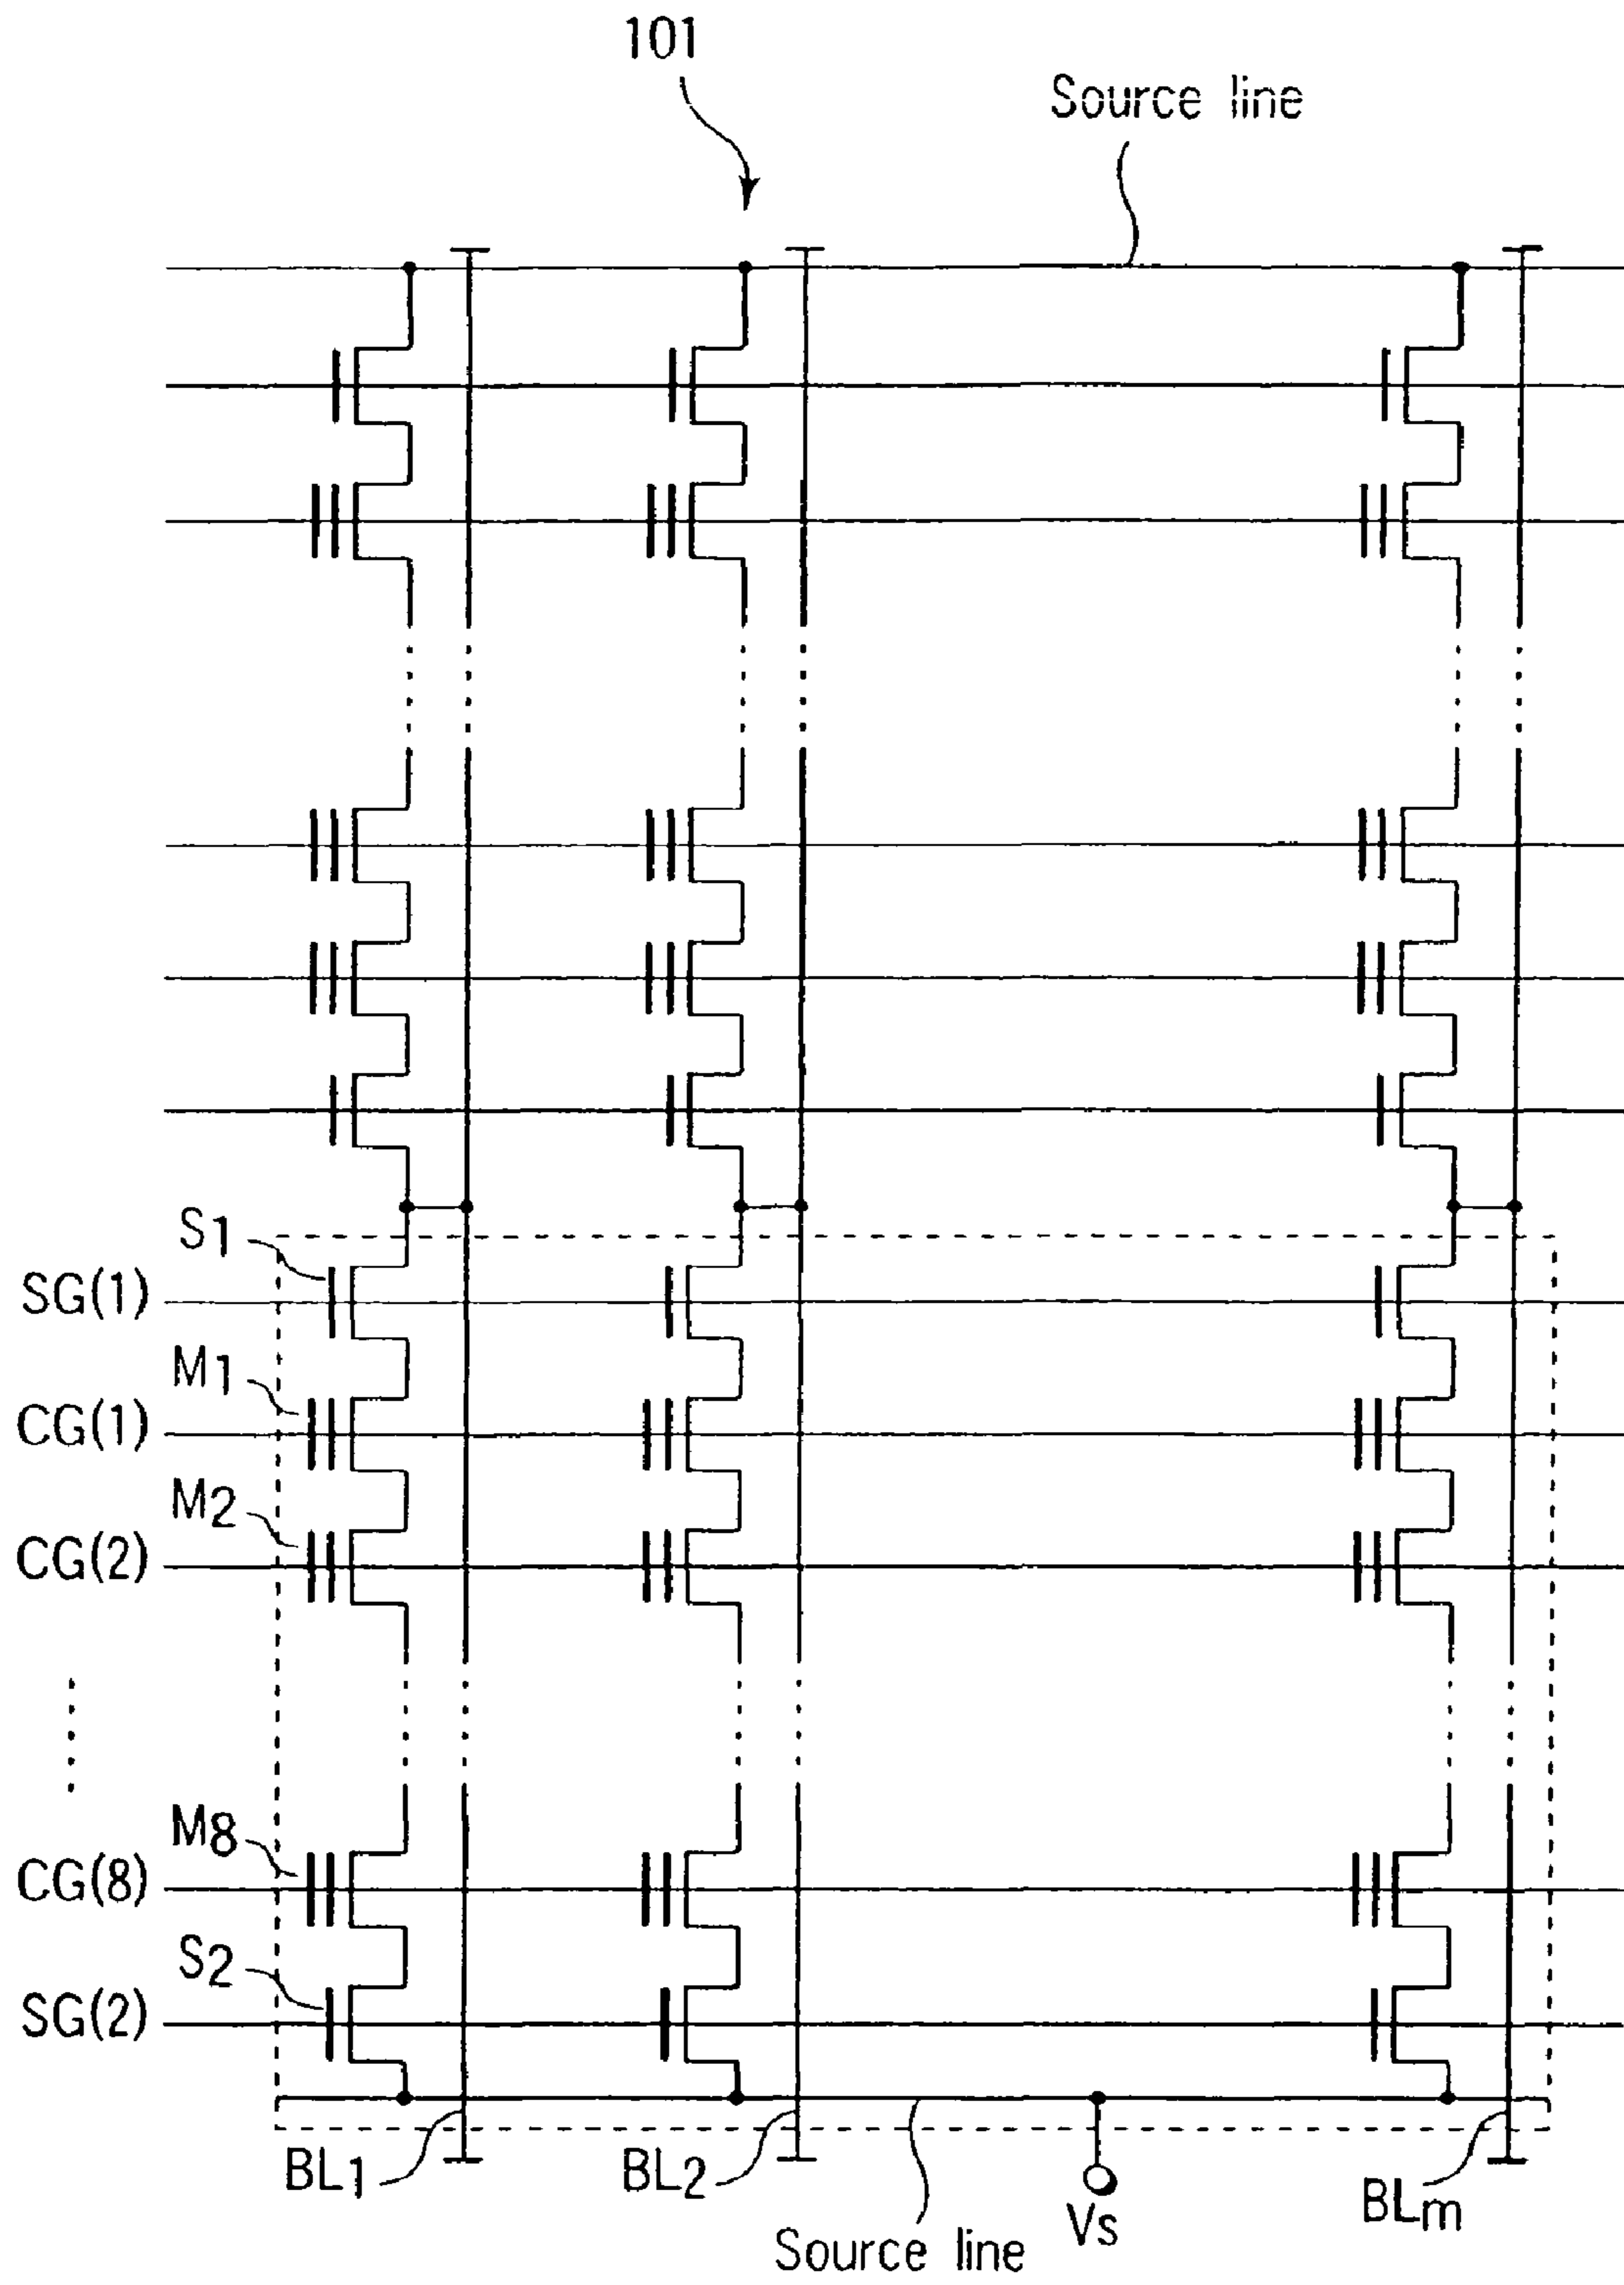 101
Source line
S1
SG(1)
M1
CG(1)
M2
CG(2)
M8
CG(8)
S2
SG(2)
BL1
BL2
BLm
Vs
Source line